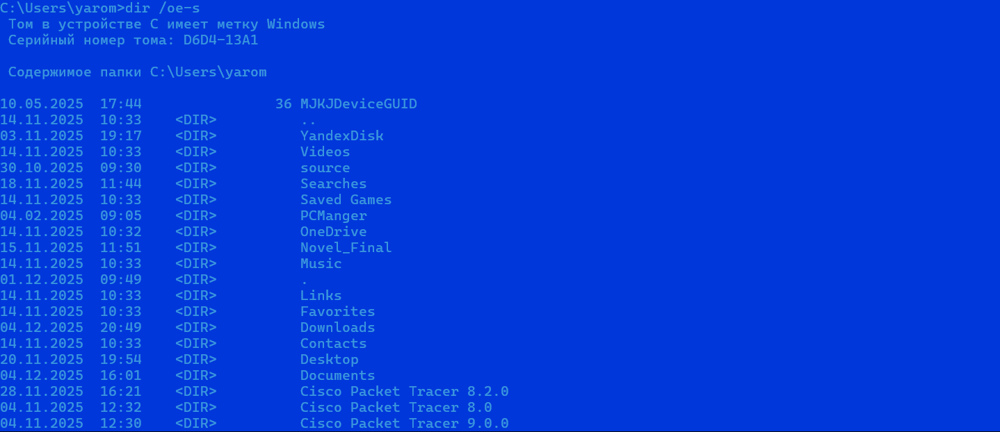 C:\Users\yarom>dir /oe-s
Том в устройстве C имеет метку Windows
Серийный номер тома: D6D4-13A1
Содержимое папки C:\Users\yarom
10.05.2025  17:44                36 MJKJDeviceGUID
14.11.2025  10:33    <DIR>          ..
03.11.2025  19:17    <DIR>          YandexDisk
14.11.2025  10:33    <DIR>          Videos
30.10.2025  09:30    <DIR>          source
18.11.2025  11:44    <DIR>          Searches
14.11.2025  10:33    <DIR>          Saved Games
04.02.2025  09:05    <DIR>          PCManger
14.11.2025  10:32    <DIR>          OneDrive
15.11.2025  11:51    <DIR>          Novel_Final
14.11.2025  10:33    <DIR>          Music
01.12.2025  09:49    <DIR>          .
14.11.2025  10:33    <DIR>          Links
14.11.2025  10:33    <DIR>          Favorites
04.12.2025  20:49    <DIR>          Downloads
14.11.2025  10:33    <DIR>          Contacts
20.11.2025  19:54    <DIR>          Desktop
04.12.2025  16:01    <DIR>          Documents
28.11.2025  16:21    <DIR>          Cisco Packet Tracer 8.2.0
04.11.2025  12:32    <DIR>          Cisco Packet Tracer 8.0
04.11.2025  12:30    <DIR>          Cisco Packet Tracer 9.0.0